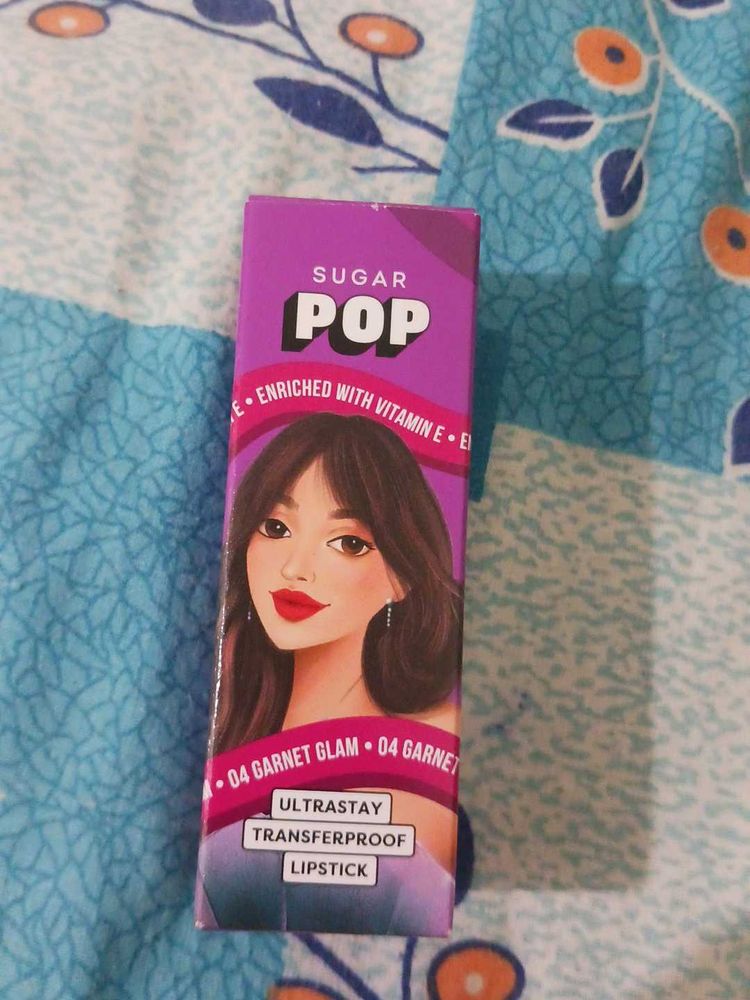 SUGAR
POP
E • ENRICHED WITH VITAMIN E • E
• 04 GARNET GLAM • 04 GARNET
ULTRASTAY
TRANSFERPROOF
LIPSTICK